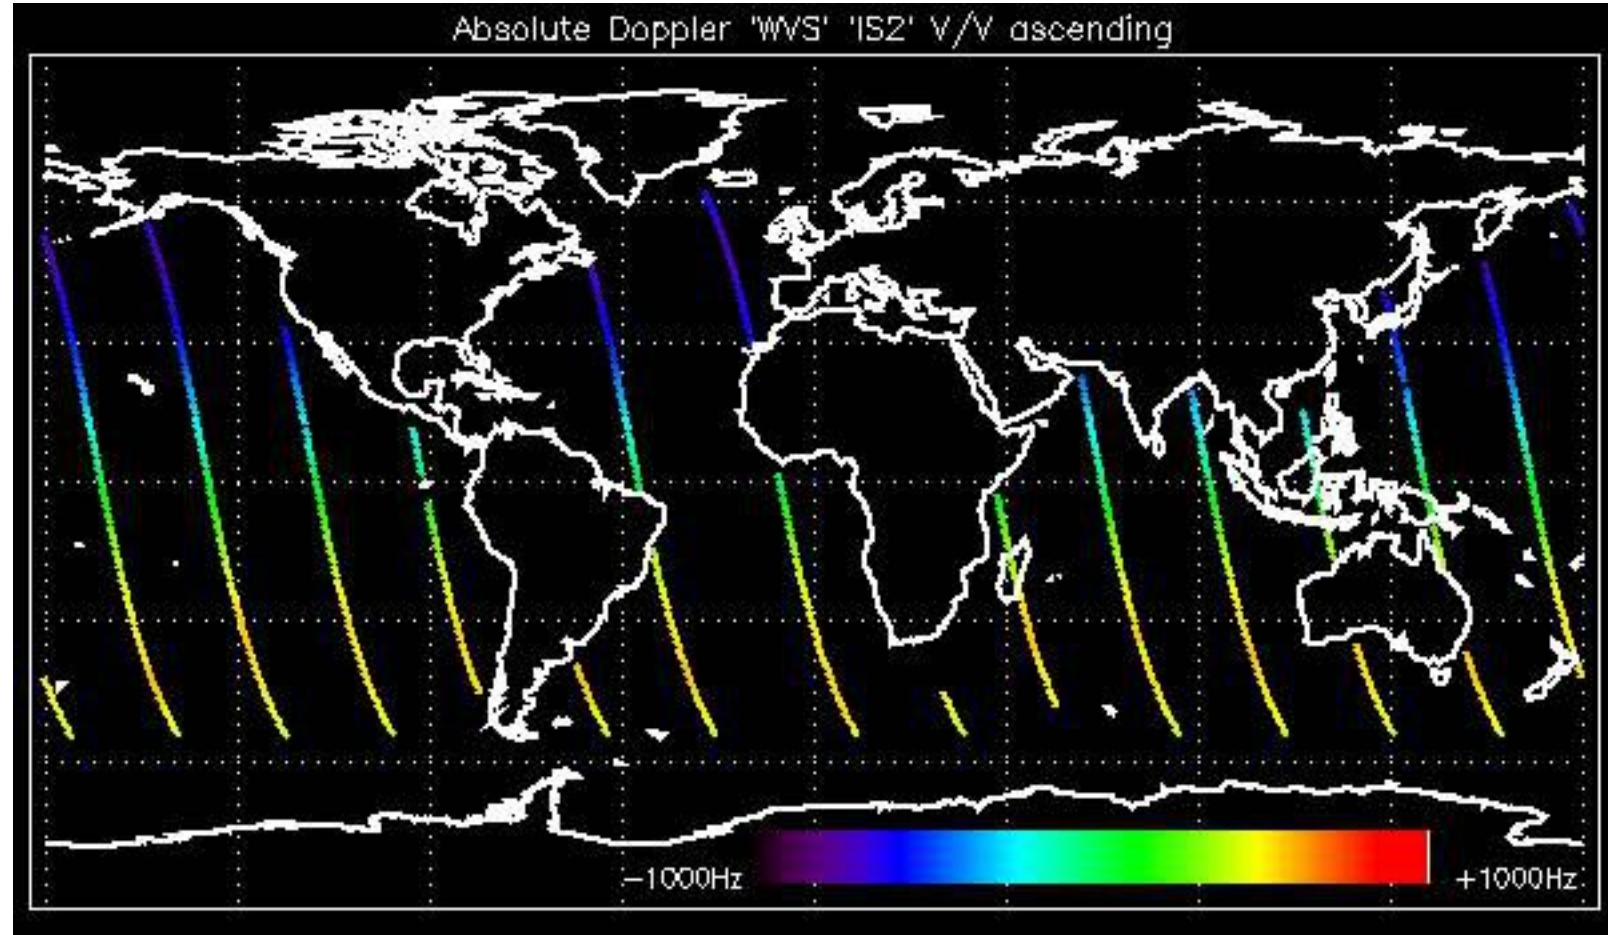 Absolute Doppler 'WVS' 'IS2' V/V ascending
-1000Hz
+1000Hz